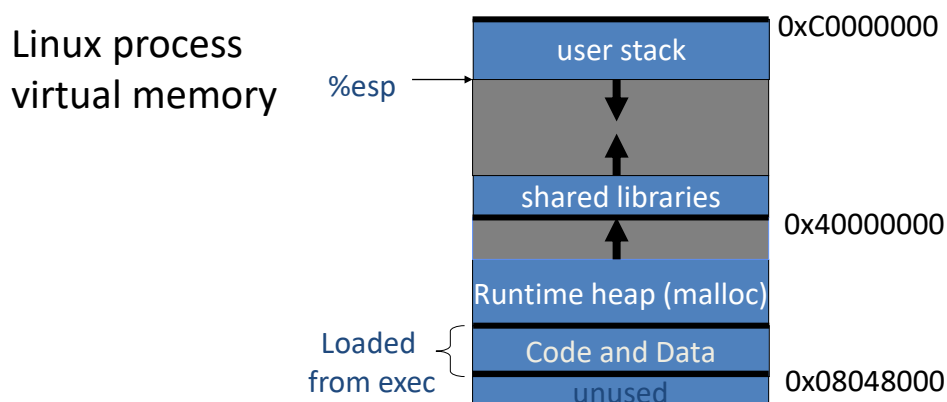 Linux process
virtual memory
0xC0000000
user stack
%esp
shared libraries
0x40000000
Runtime heap (malloc)
Loaded
from exec
Code and Data
0x08048000
unused